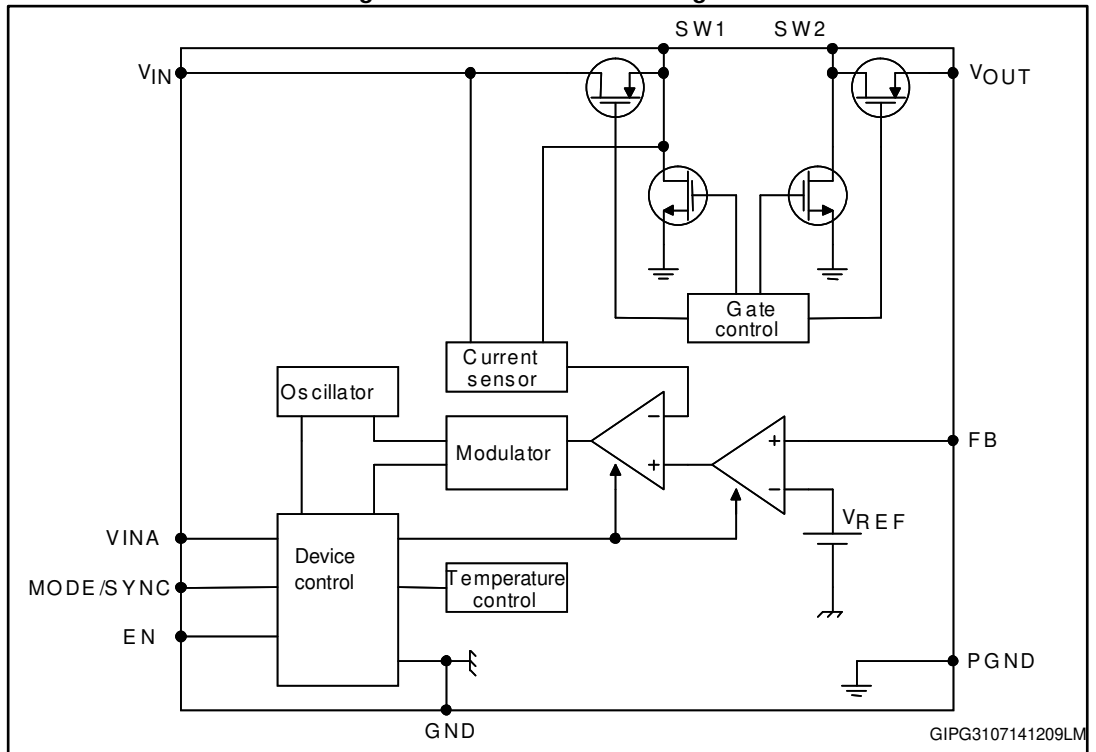 SW1 SW2
VIN
VOUT
Gate
control
Current
sensor
Oscillator
Modulator
−
+
+
−
FB
VREF
VINA
MODE/SYNC
EN
Device
control
Temperature
control
PGND
GND
GIPG3107141209LM